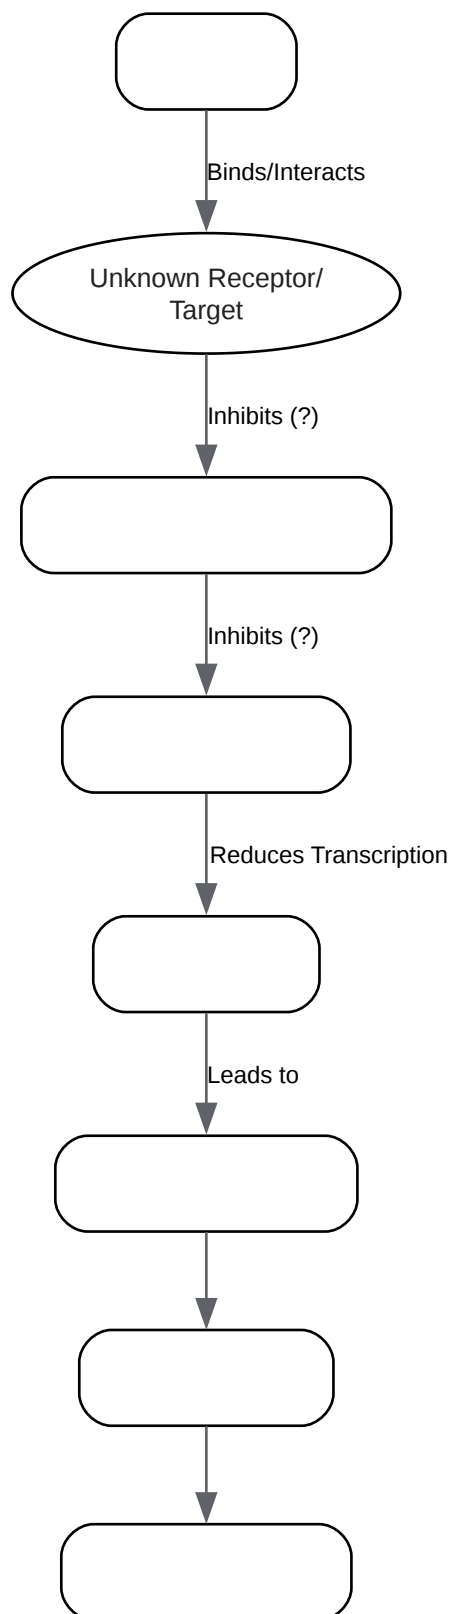 Binds/Interacts
Unknown Receptor/
Target
Inhibits (?)
Inhibits (?)
Reduces Transcription
Leads to